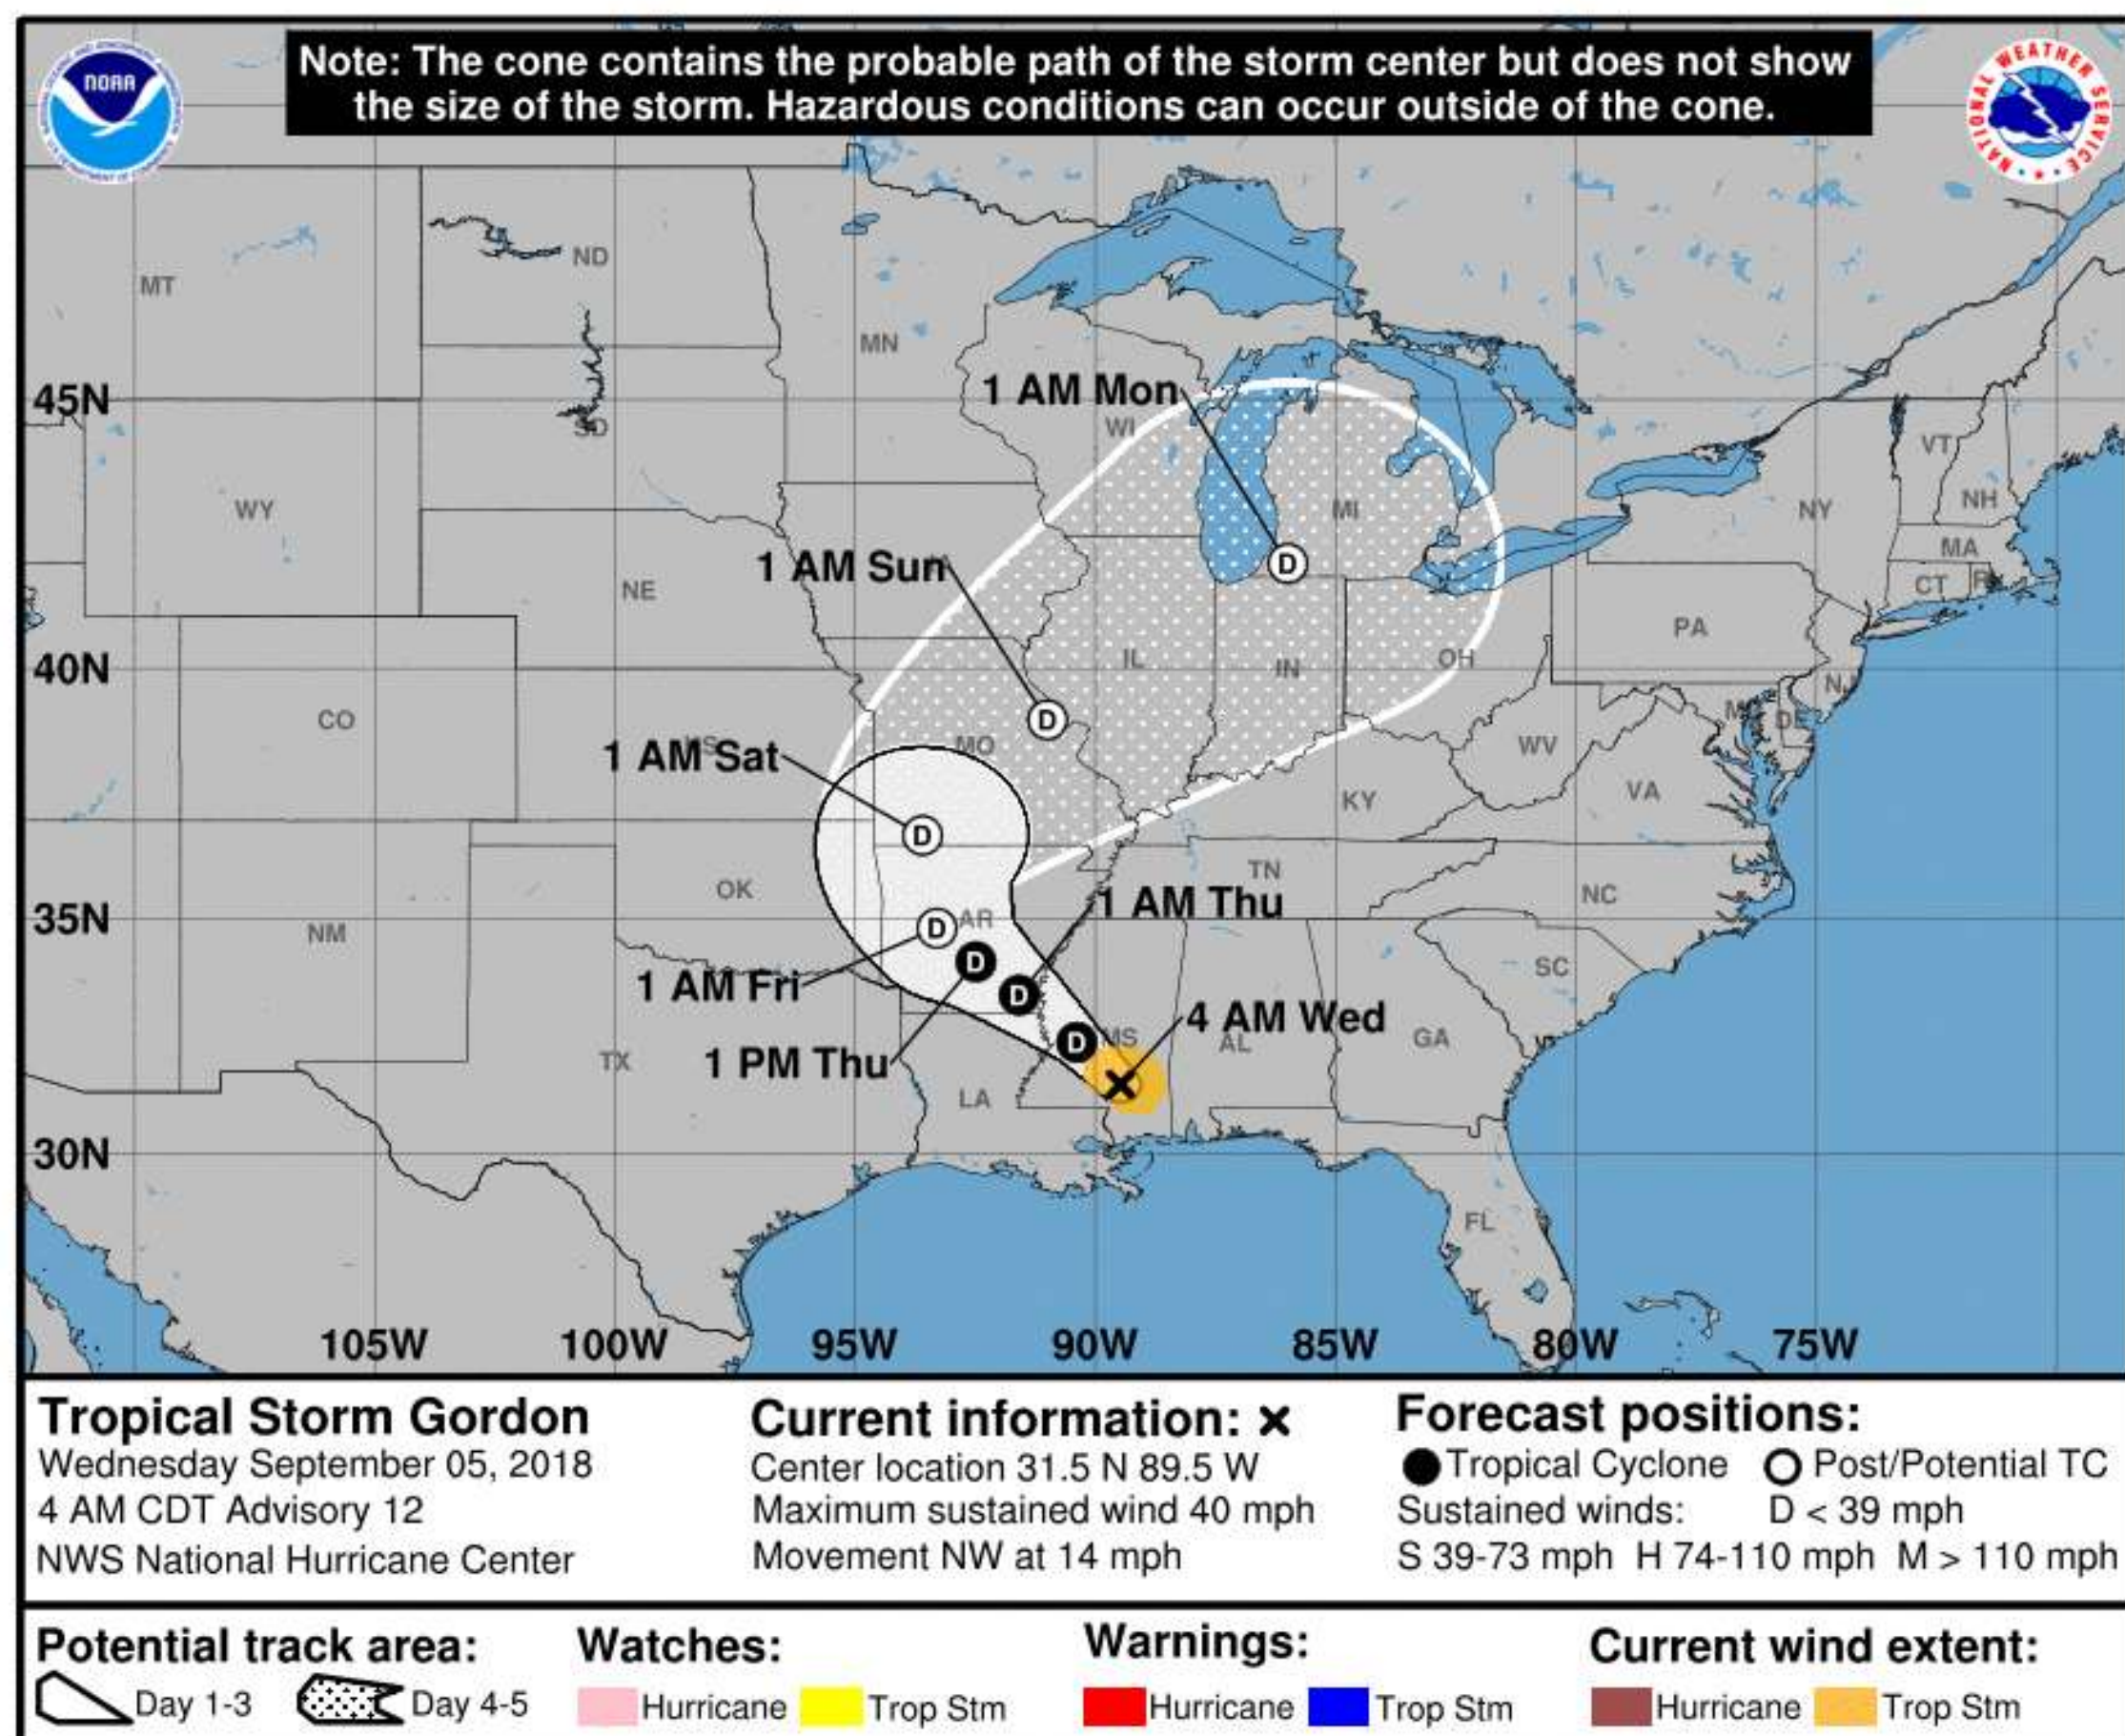 Note: The cone contains the probable path of the storm center but does not show
the size of the storm. Hazardous conditions can occur outside of the cone.
NOAA
NATIONAL WEATHER SERVICE
ND
MT
MN
1 AM Mon
45N
SD
WI
VT
WY
MI
NY
NH
MA
1 AM Sun
CT
NE
PA
40N
IL
IN
OH
NJ
CO
MO
DE
WV
1 AM Sat
VA
KY
TN
OK
NC
1 AM Thu
35N
AR
NM
SC
1 AM Fri
4 AM Wed
MS
AL
GA
TX
1 PM Thu
LA
30N
FL
D
D
D
D
D
D
D
105W 100W 95W 90W 85W 80W 75W
Tropical Storm Gordon
Wednesday September 05, 2018
4 AM CDT Advisory 12
NWS National Hurricane Center
Current information:
Center location 31.5 N 89.5 W
Maximum sustained wind 40 mph
Movement NW at 14 mph
Forecast positions:
Tropical Cyclone Post/Potential TC
Sustained winds: D < 39 mph
S 39-73 mph H 74-110 mph M > 110 mph
Potential track area:
Day 1-3 Day 4-5
Watches:
Hurricane Trop Stm
Warnings:
Hurricane Trop Stm
Current wind extent:
Hurricane Trop Stm